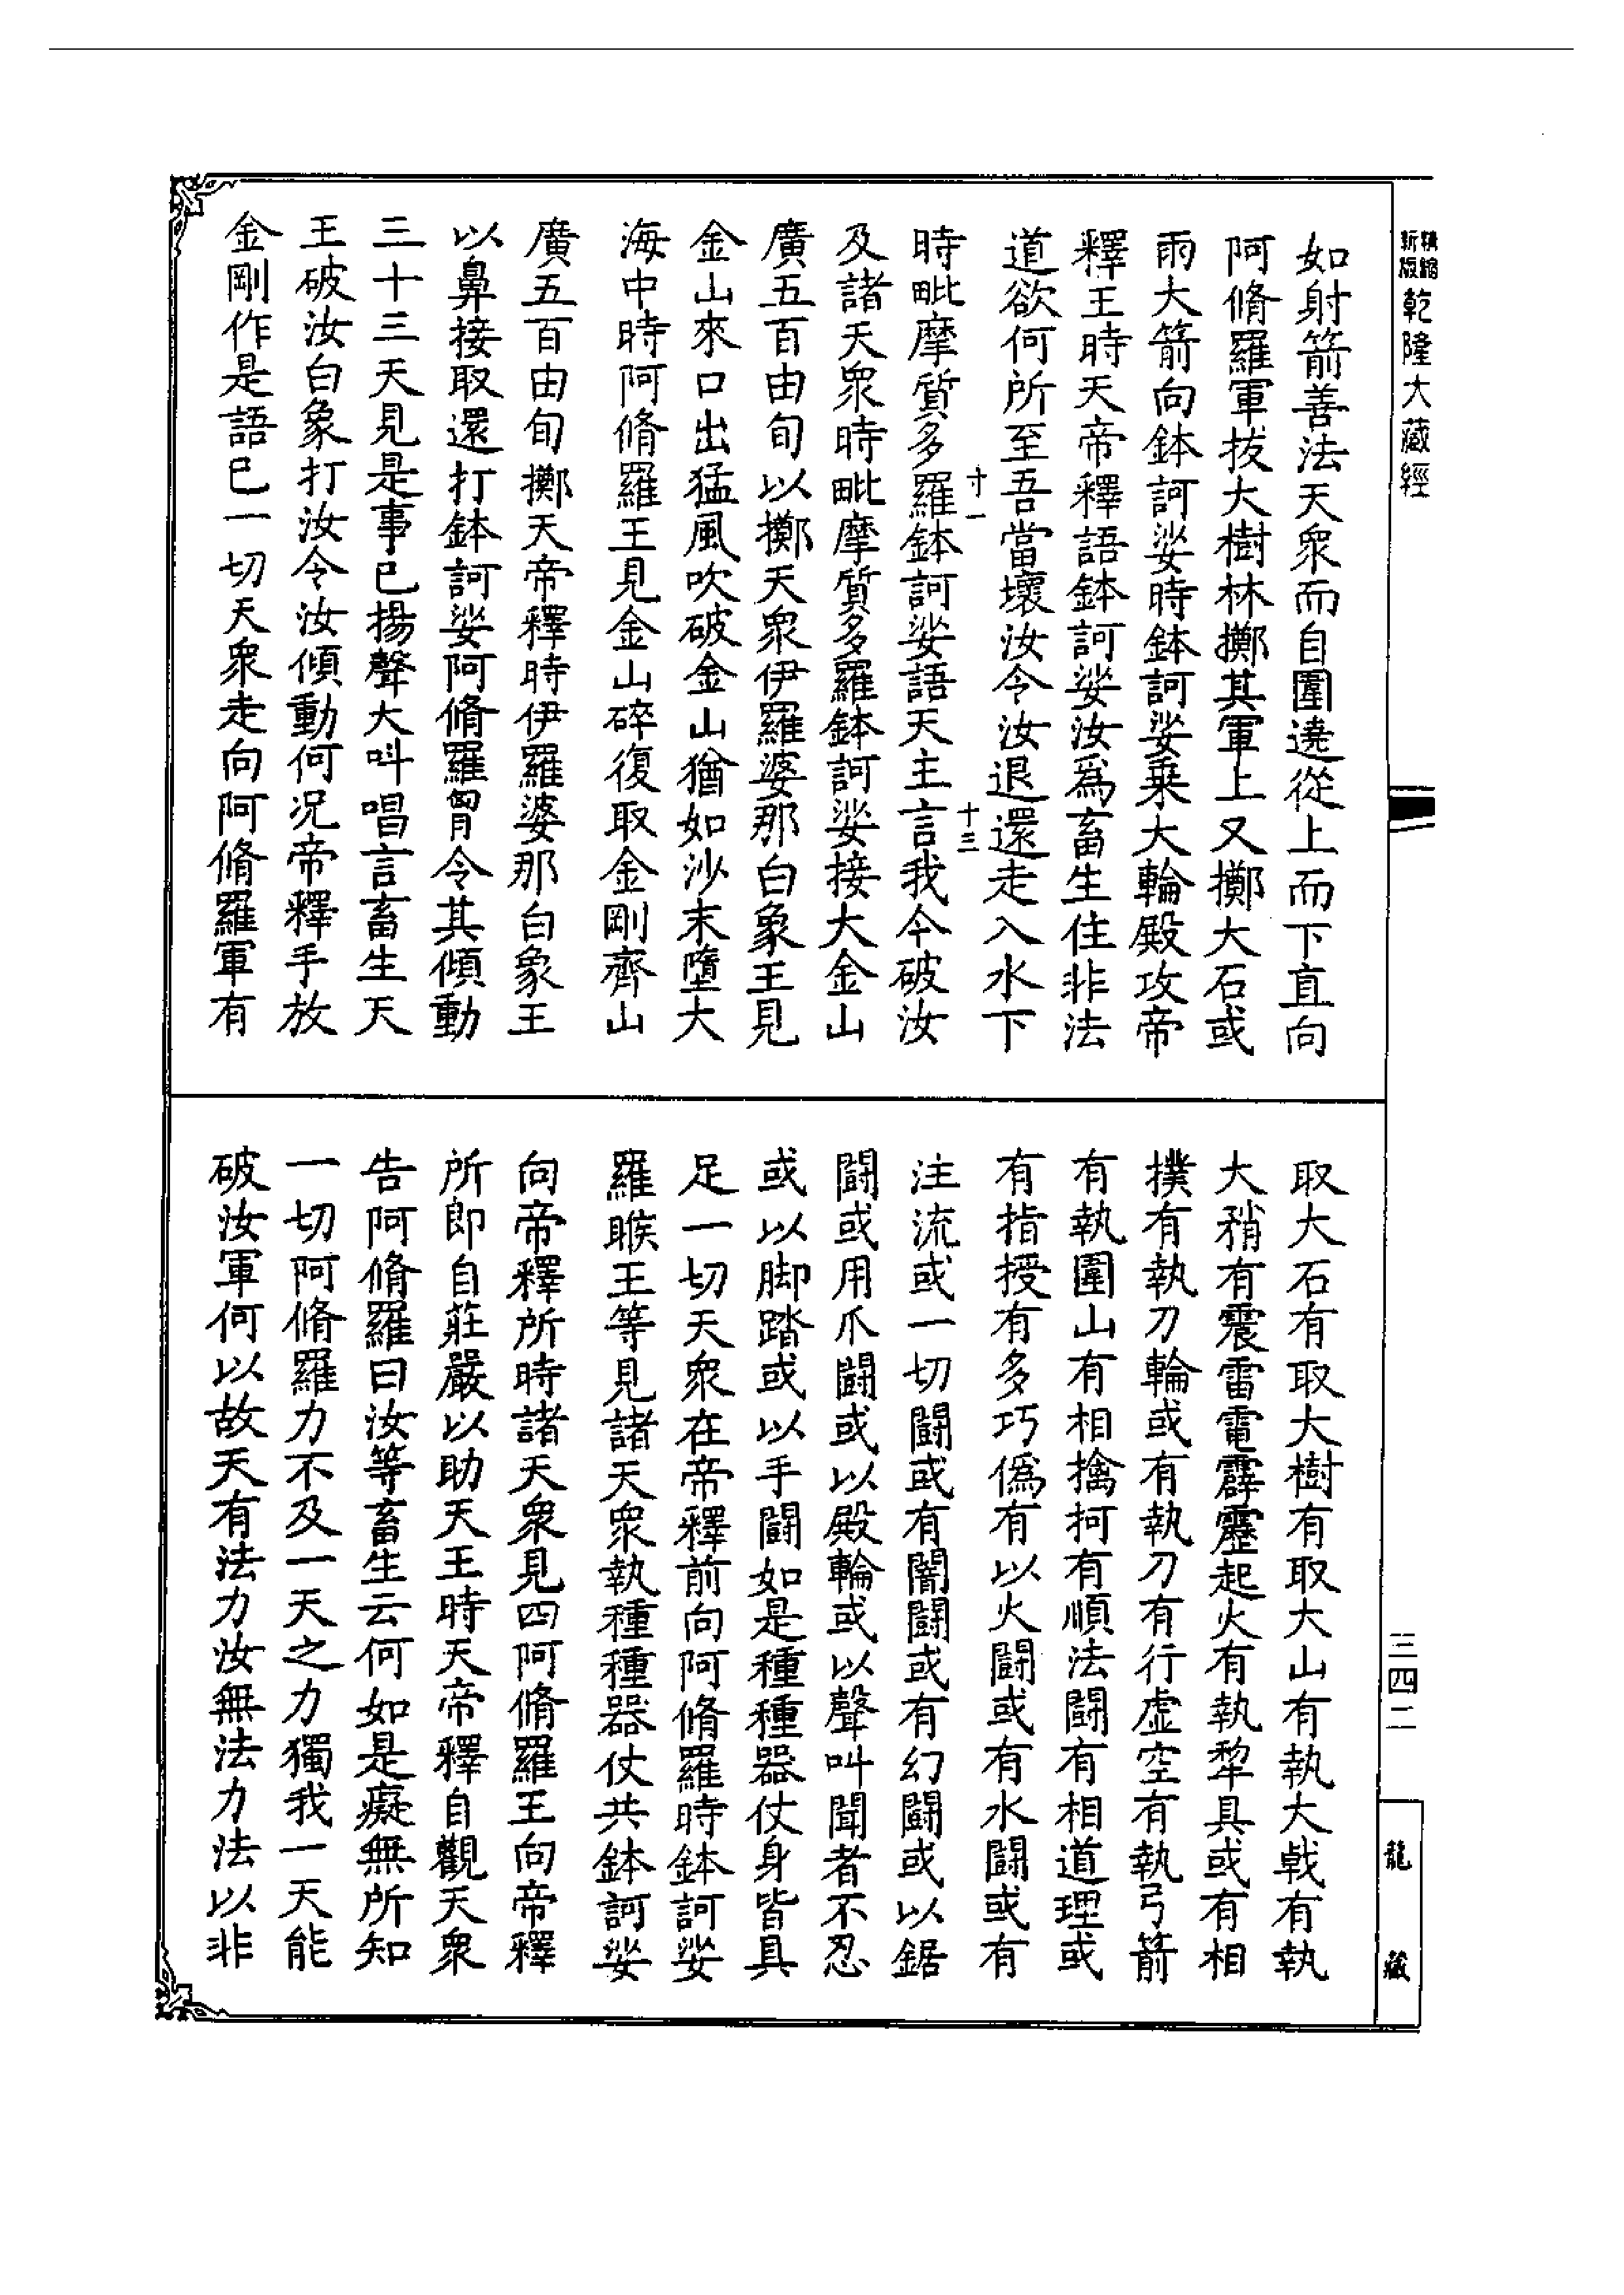 精縮
新版
乾隆大藏經
如射箭善法天眾而自圍遶從上而下直向
阿脩羅軍拔大樹林擲其軍上又擲大石或
雨大箭向鉢訶娑時鉢訶娑乗大輪殿攻帝
釋王時天帝釋語鉢訶娑汝為畜生住非法
道欲何所至吾當壞汝令汝退還走入水下
時毗摩質多羅鉢訶娑語天主言我今破汝
十一
十三
及諸天眾時毗摩質多羅鉢訶娑接大金山
廣五百由旬以擲天眾伊羅婆那白象王見
金山來口出猛風吹破金山猶如沙末墮大
海中時阿脩羅王見金山碎復取金剛齊山
廣五百由旬擲天帝釋時伊羅婆那白象王
以鼻接取還打鉢訶娑阿脩羅胷令其傾動
三十三天見是事已揚聲大叫唱言畜生天
王破汝白象打汝令汝傾動何況帝釋手放
金剛作是語已一切天眾走向阿脩羅軍有
取大石有取大樹有取大山有執大戟有執
大矟有震雷電霹靂起火有執犂具或有相
撲有執刀輪或有執刀有行虛空有執弓箭
有執圍山有相擒柯有順法鬪有相道理或
有指授有多巧偽有以火鬪或有水鬪或有
注流或一切鬪或有闇鬪或有幻鬪或以鋸
鬪或用爪鬪或以殿輪或以聲叫聞者不忍
或以脚踏或以手鬪如是種種器仗身皆具
足一切天眾在帝釋前向阿脩羅時鉢訶娑
羅睺王等見諸天眾執種種器仗共鉢訶娑
向帝釋所時諸天眾見四阿脩羅王向帝釋
所即自莊嚴以助天王時天帝釋自觀天眾
告阿脩羅曰汝等畜生云何如是癡無所知
一切阿脩羅力不及一天之力獨我一天能
破汝軍何以故天有法力汝無法力法以非
三四二
龍藏